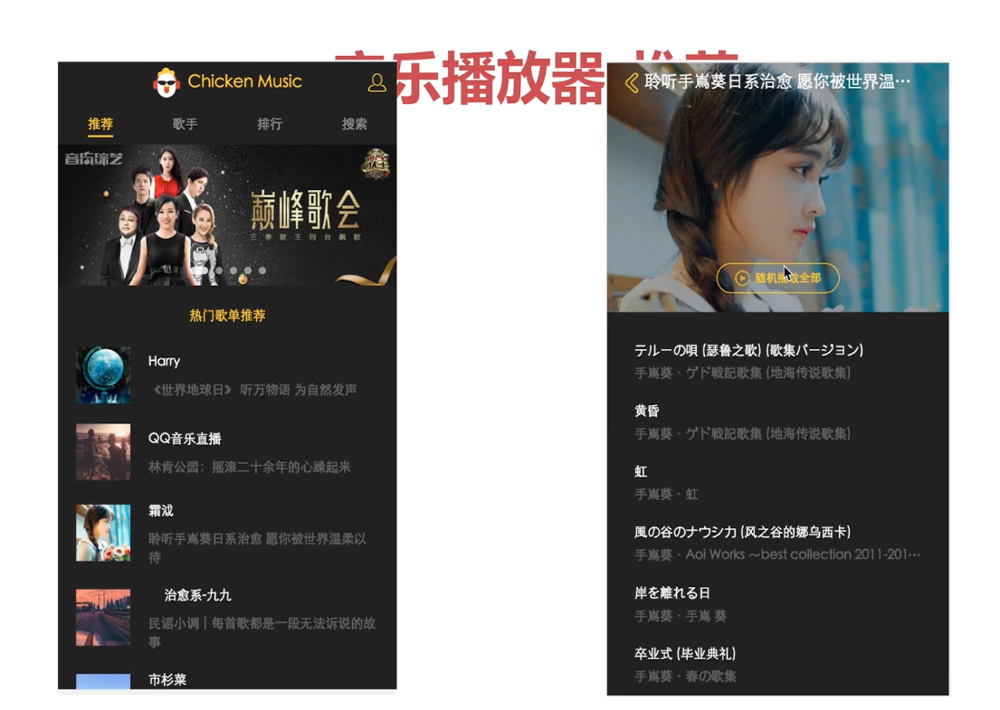 乐播放器
Chicken Music
推荐
歌手
排行
搜索
音乐综艺
歌手
巅峰歌会
三季歌王同台飙歌
热门歌单推荐
Harry
《世界地球日》 听万物语 为自然发声
QQ音乐直播
林肯公园：摇滚二十余年的心躁起来
霜泷
聆听手嶌葵日系治愈 愿你被世界温柔以
待
治愈系-九九
民谣小调 | 每首歌都是一段无法诉说的故
事
市杉菜
聆听手嶌葵日系治愈 愿你被世界温…
随机播放全部
テルーの唄 (瑟鲁之歌) (歌集バージョン)
手嶌葵 · ゲド戦記歌集 (地海传说歌集)
黄昏
手嶌葵 · ゲド戦記歌集 (地海传说歌集)
虹
手嶌葵 · 虹
風の谷のナウシカ (风之谷的娜乌西卡)
手嶌葵 · Aoi Works ～best collection 2011-201…
岸を離れる日
手嶌葵 · 手嶌 葵
卒业式 (毕业典礼)
手嶌葵 · 春の歌集